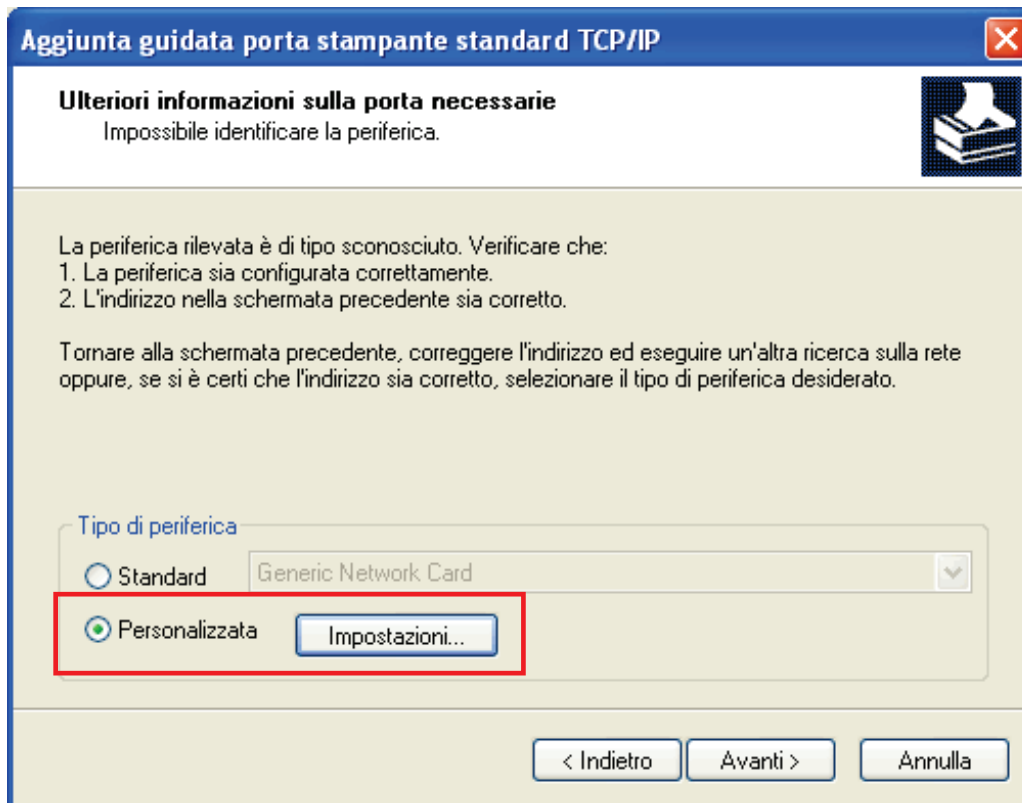 Aggiunta guidata porta stampante standard TCP/IP
Ulteriori informazioni sulla porta necessarie
Impossibile identificare la periferica.
La periferica rilevata è di tipo sconosciuto. Verificare che:
1. La periferica sia configurata correttamente.
2. L'indirizzo nella schermata precedente sia corretto.
Tornare alla schermata precedente, correggere l'indirizzo ed eseguire un'altra ricerca sulla rete
oppure, se si è certi che l'indirizzo sia corretto, selezionare il tipo di periferica desiderato.
Tipo di periferica
Standard Generic Network Card
Personalizzata Impostazioni...
< Indietro Avanti > Annulla